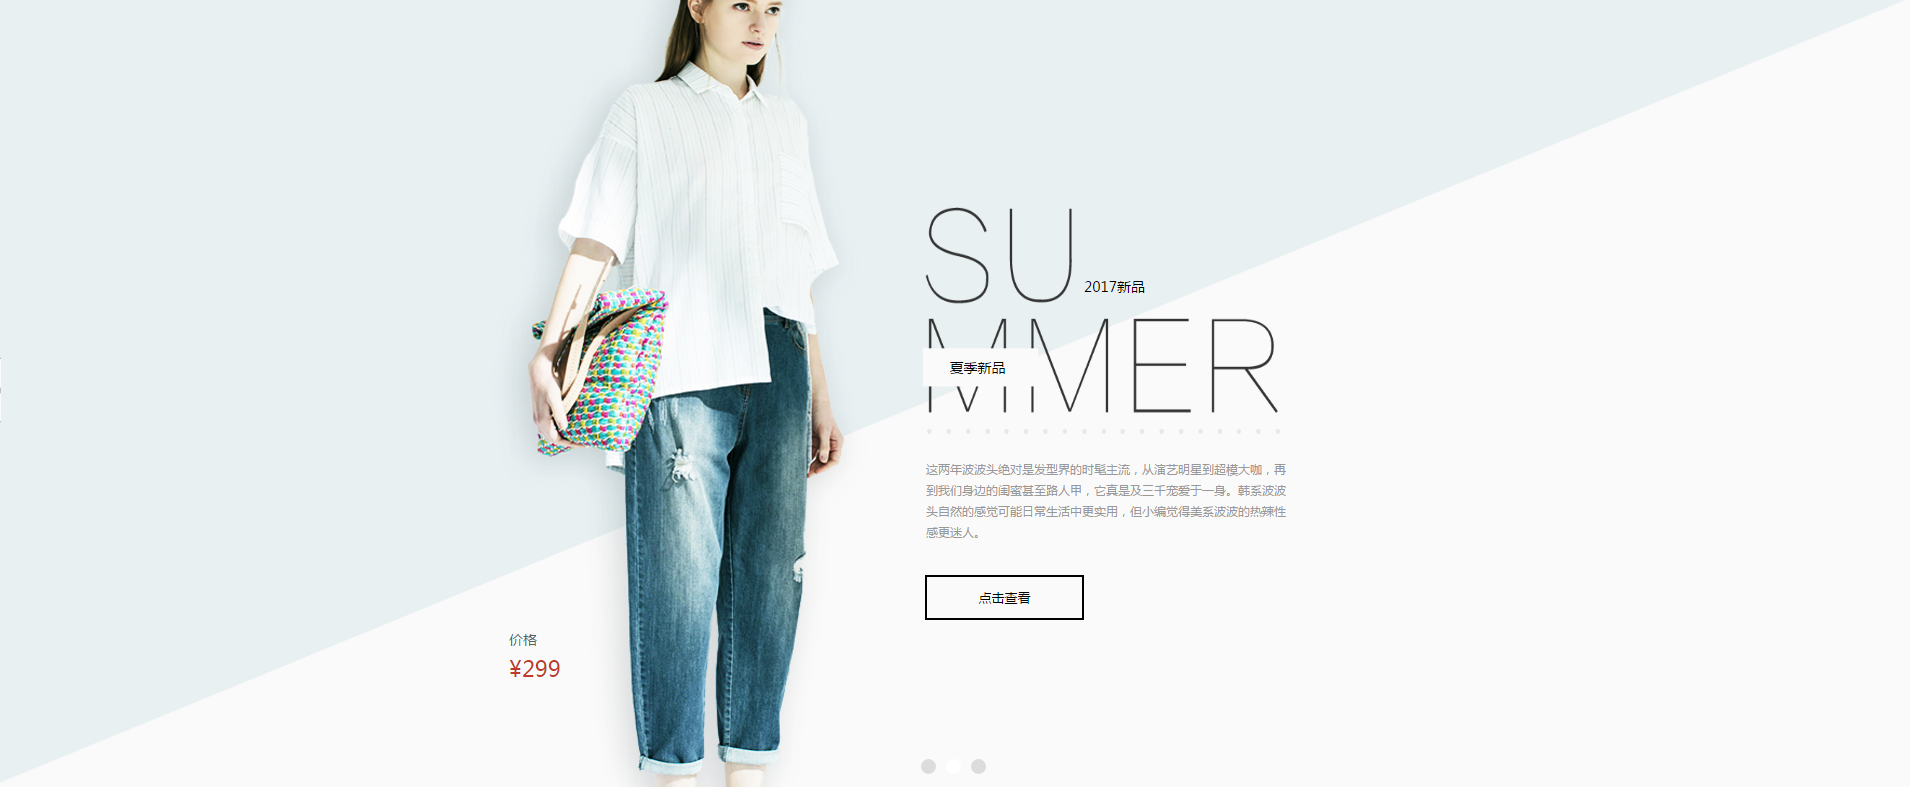 SU
2017新品
MMER
夏季新品
这两年波波头绝对是发型界的时髦主流，从演艺明星到超模大咖，再
到我们身边的闺蜜甚至路人甲，它真是及三千宠爱于一身。韩系波波
头自然的感觉可能日常生活中更实用，但小编觉得美系波波的热辣性
感更迷人。
点击查看
价格
¥299